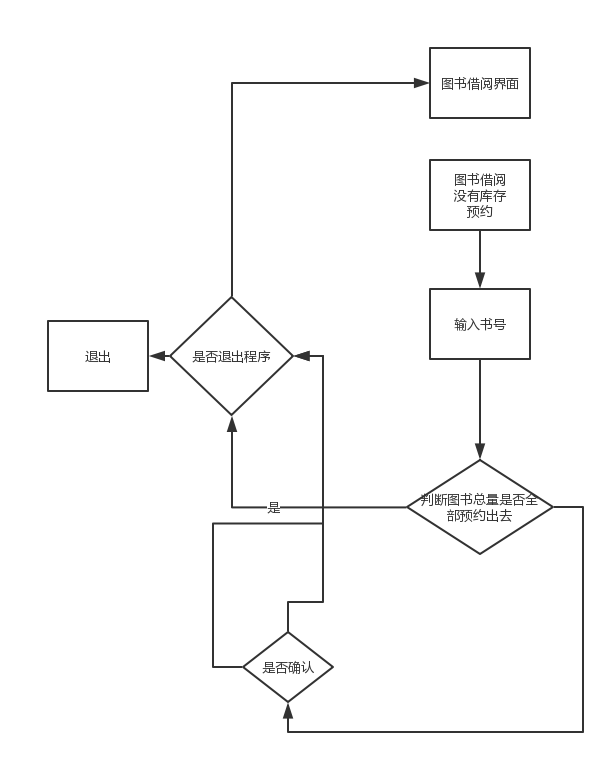 图书借阅界面
图书借阅
没有库存
预约
输入书号
退出
是否退出程序
判断图书总量是否全
部预约出去
是
是否确认